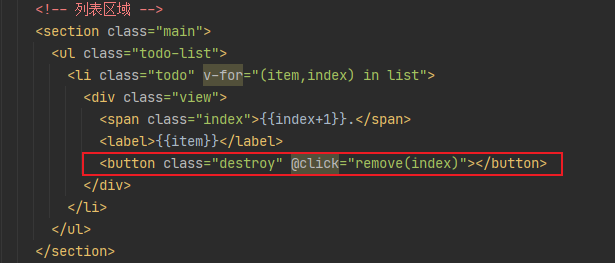 <!-- 列表区域 -->
<section class="main">
<ul class="todo-list">
<li class="todo" v-for="(item,index) in list">
<div class="view">
<span class="index">{{index+1}}.</span>
<label>{{item}}</label>
<button class="destroy" @click="remove(index)"></button>
</div>
</li>
</ul>
</section>